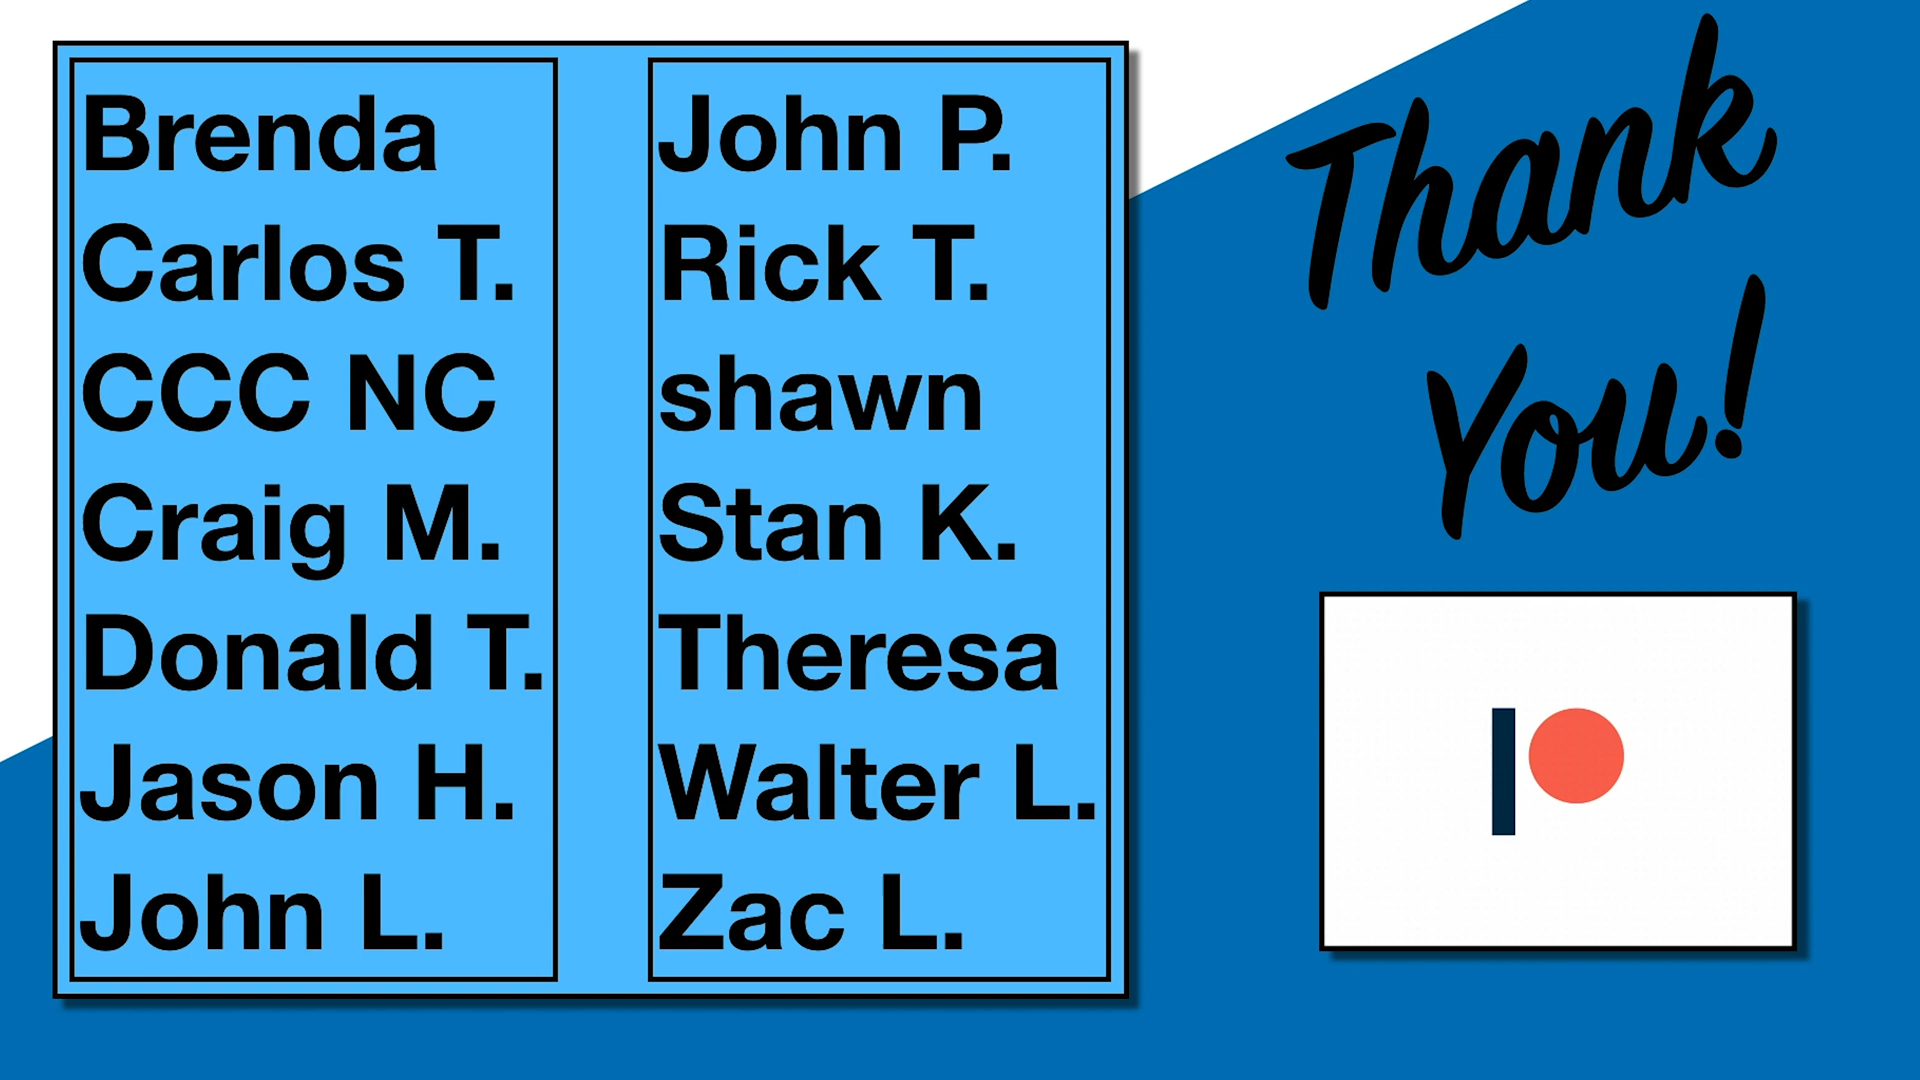 Brenda
Carlos T.
CCC NC
Craig M.
Donald T.
Jason H.
John L.
John P.
Rick T.
shawn
Stan K.
Theresa
Walter L.
Zac L.
Thank
You!